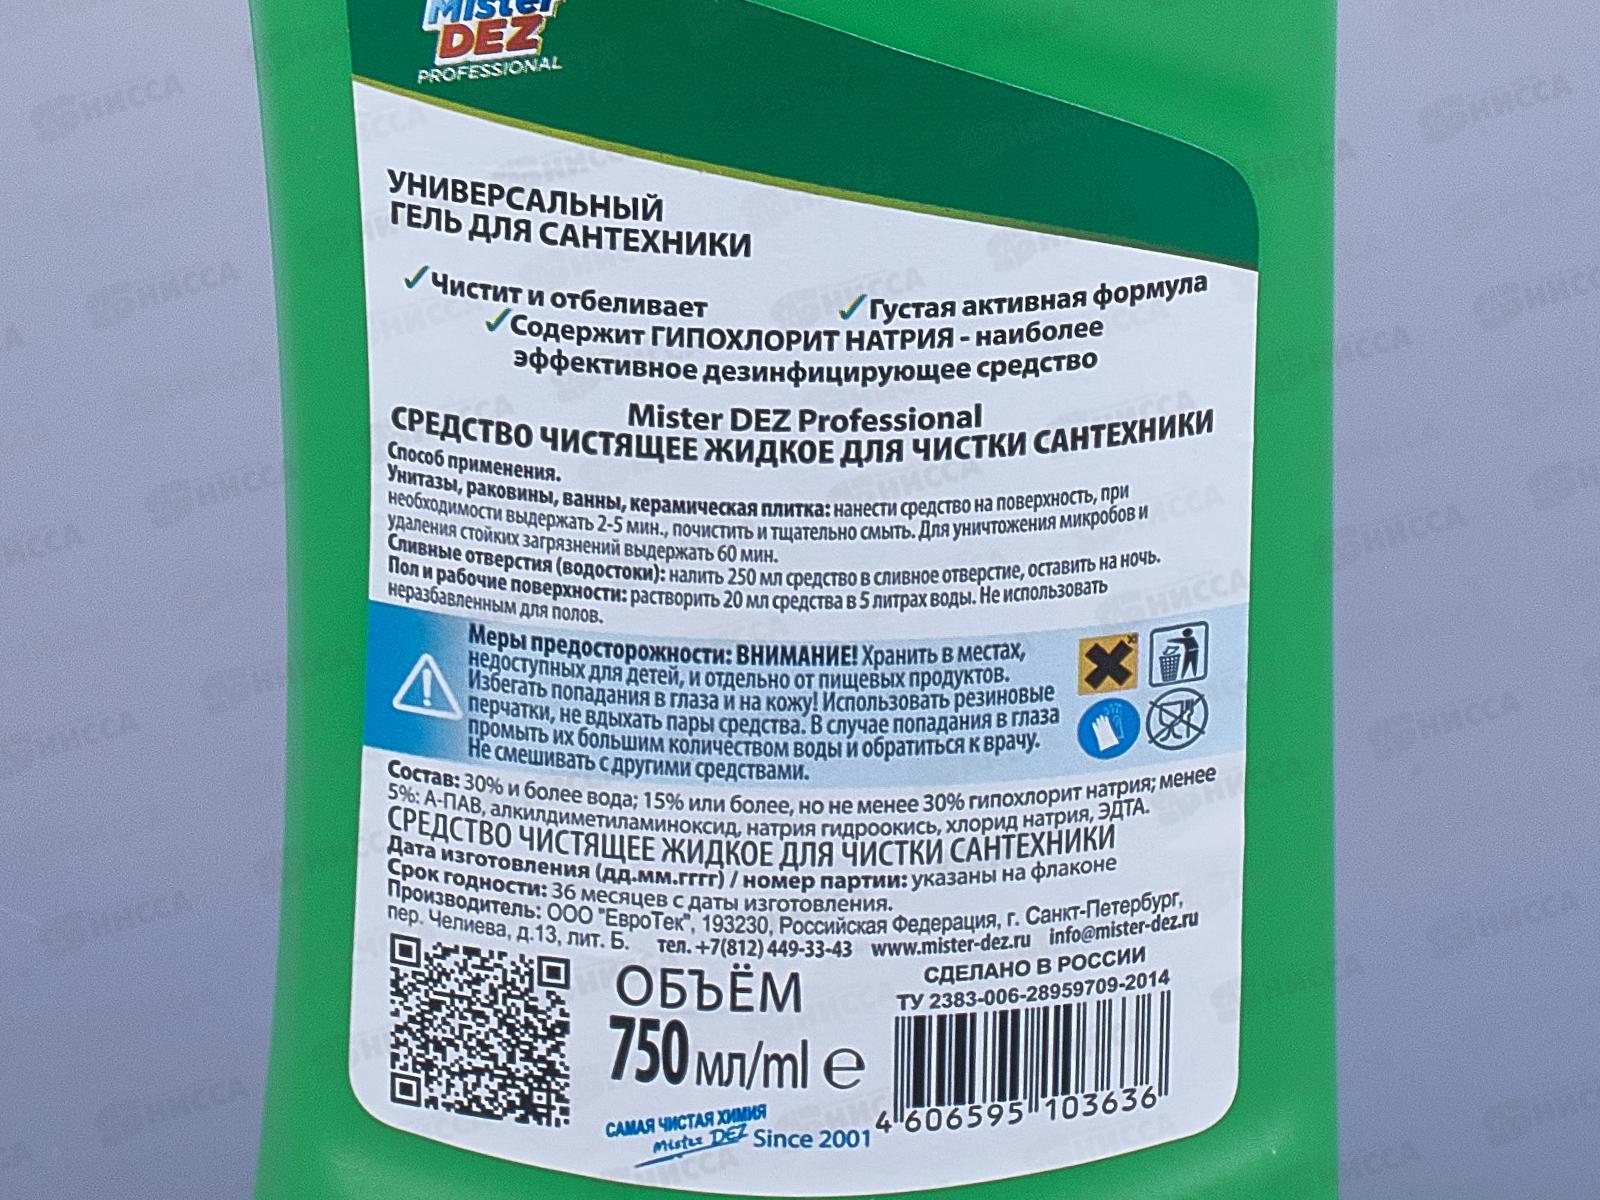 Mister
DEZ
PROFESSIONAL
УНИВЕРСАЛЬНЫЙ
ГЕЛЬ ДЛЯ САНТЕХНИКИ
✓Чистит и отбеливает ✓Густая активная формула
✓Содержит ГИПОХЛОРИТ НАТРИЯ - наиболее
эффективное дезинфицирующее средство
Mister DEZ Professional
СРЕДСТВО ЧИСТЯЩЕЕ ЖИДКОЕ ДЛЯ ЧИСТКИ САНТЕХНИКИ
Способ применения.
Унитазы, раковины, ванны, керамическая плитка: нанести средство на поверхность, при
необходимости выдержать 2-5 мин., почистить и тщательно смыть. Для уничтожения микробов и
удаления стойких загрязнений выдержать 60 мин.
Сливные отверстия (водостоки): налить 250 мл средство в сливное отверстие, оставить на ночь.
Пол и рабочие поверхности: растворить 20 мл средства в 5 литрах воды. Не использовать
неразбавленным для полов.
Меры предосторожности: ВНИМАНИЕ! Хранить в местах,
недоступных для детей, и отдельно от пищевых продуктов.
Избегать попадания в глаза и на кожу! Использовать резиновые
перчатки, не вдыхать пары средства. В случае попадания в глаза
промыть их большим количеством воды и обратиться к врачу.
Не смешивать с другими средствами.
Состав: 30% и более вода; 15% или более, но не менее 30% гипохлорит натрия; менее
5%: А-ПАВ, алкилдиметиламиноксид, натрия гидроокись, хлорид натрия, ЭДТА.
СРЕДСТВО ЧИСТЯЩЕЕ ЖИДКОЕ ДЛЯ ЧИСТКИ САНТЕХНИКИ
Дата изготовления (дд.мм.гггг) / номер партии: указаны на флаконе
Срок годности: 36 месяцев с даты изготовления.
Производитель: ООО "ЕвроТек", 193230, Российская Федерация, г. Санкт-Петербург,
пер. Челиева, д.13, лит. Б. тел. +7(812) 449-33-43 www.mister-dez.ru info@mister-dez.ru
СДЕЛАНО В РОССИИ
ТУ 2383-006-28959709-2014
ОБЪЁМ
750 мл/ml e
4 606595 103636
САМАЯ ЧИСТАЯ ХИМИЯ
Mister DEZ Since 2001
НИССА